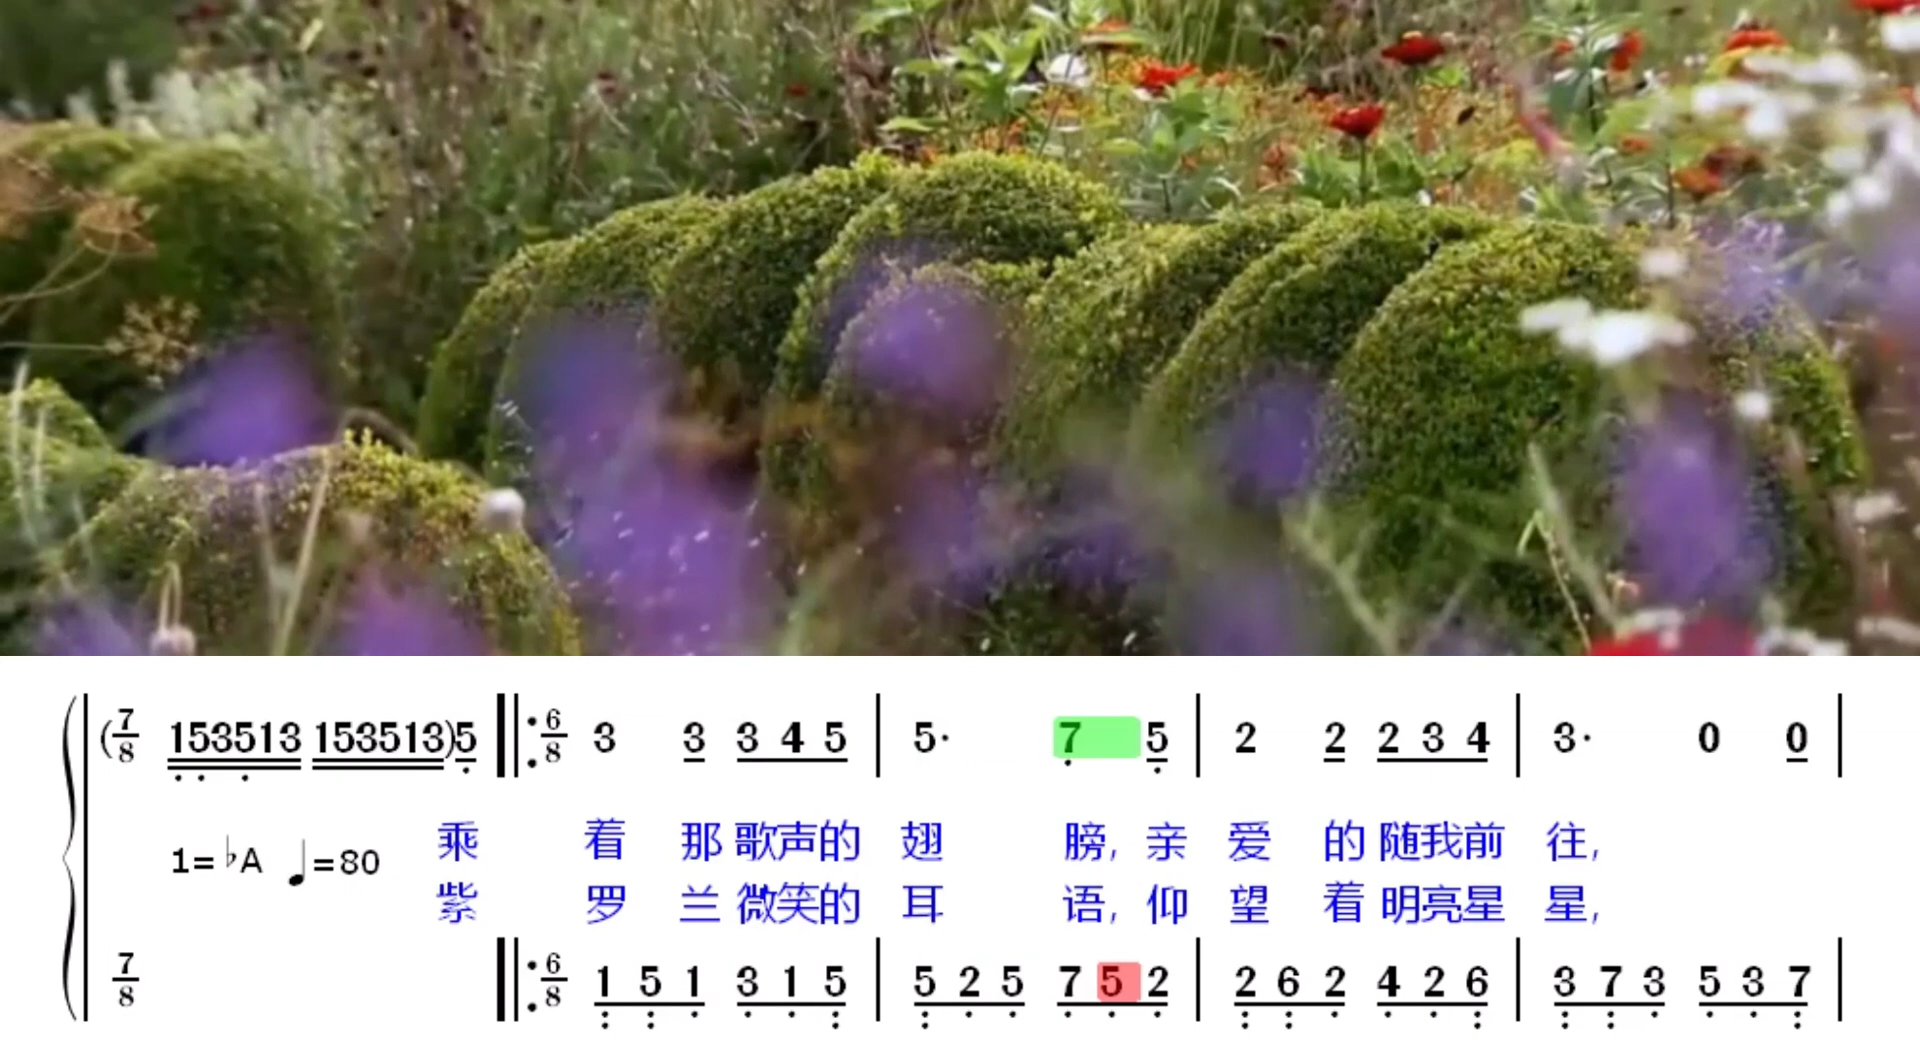 (7/8 153513 153513)5 6/8 3 3 3 4 5 | 5· 7 5 | 2 2 2 3 4 | 3· 0 0 |
乘 着 那 歌声的 翅 膀, 亲 爱 的 随我前 往,
1=♭A ♩=80
紫 罗 兰 微笑的 耳 语, 仰 望 着 明亮星 星,
7/8 6/8 1 5 1 3 1 5 | 5 2 5 7 5 2 | 2 6 2 4 2 6 | 3 7 3 5 3 7 |